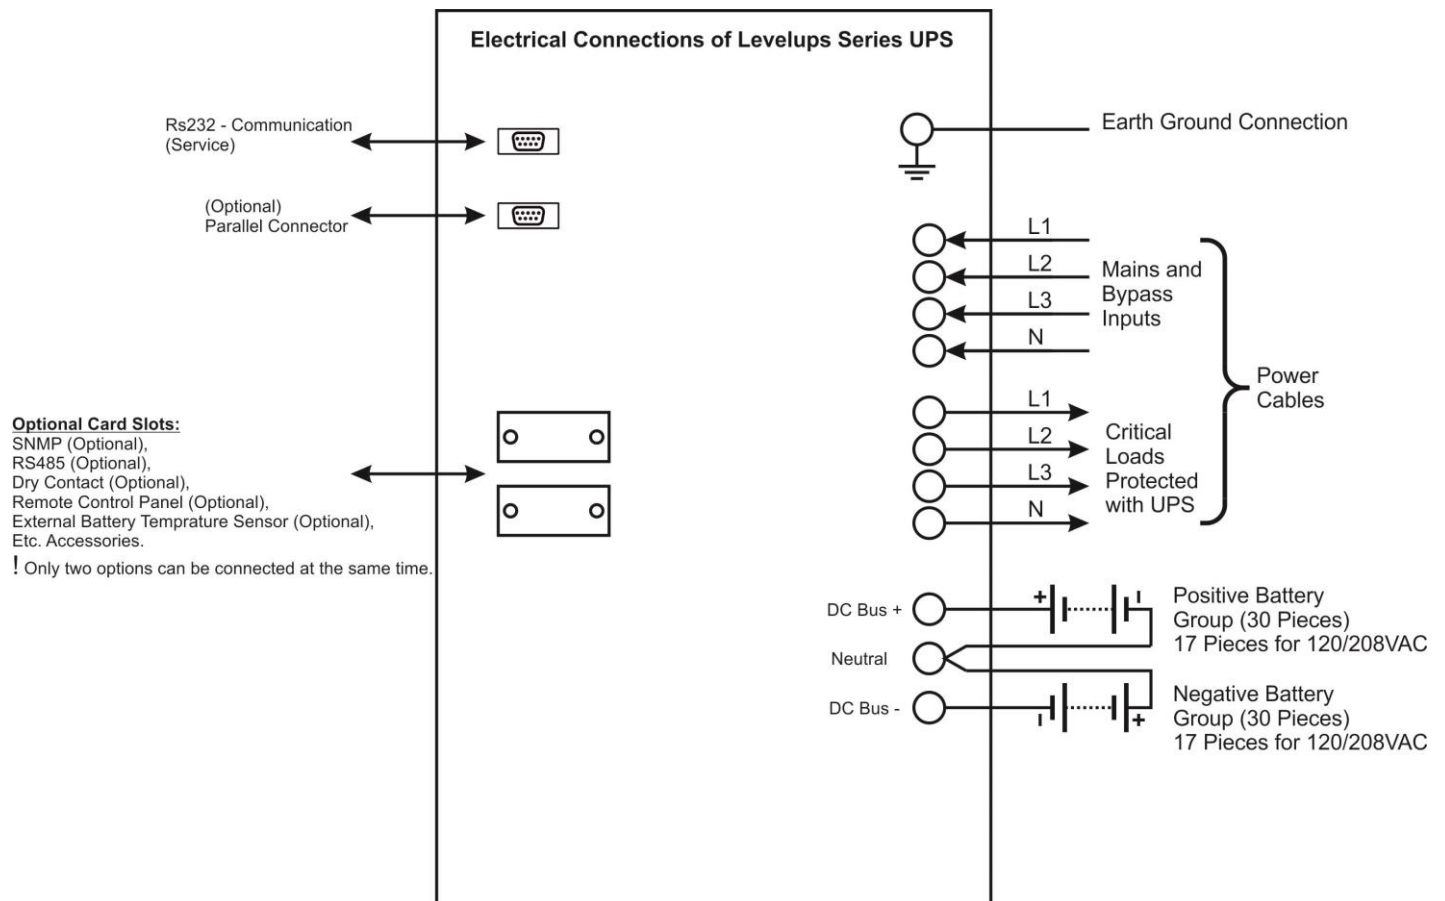 Electrical Connections of Levelups Series UPS
Rs232 - Communication
(Service)
(Optional)
Parallel Connector
Optional Card Slots:
SNMP (Optional),
RS485 (Optional),
Dry Contact (Optional),
Remote Control Panel (Optional),
External Battery Temprature Sensor (Optional),
Etc. Accessories.
! Only two options can be connected at the same time.
Earth Ground Connection
L1
L2
L3
N
Mains and
Bypass
Inputs
L1
L2
L3
N
Critical
Loads
Protected
with UPS
Power
Cables
DC Bus +
Neutral
DC Bus -
+
-
Positive Battery
Group (30 Pieces)
17 Pieces for 120/208VAC
-
+
Negative Battery
Group (30 Pieces)
17 Pieces for 120/208VAC